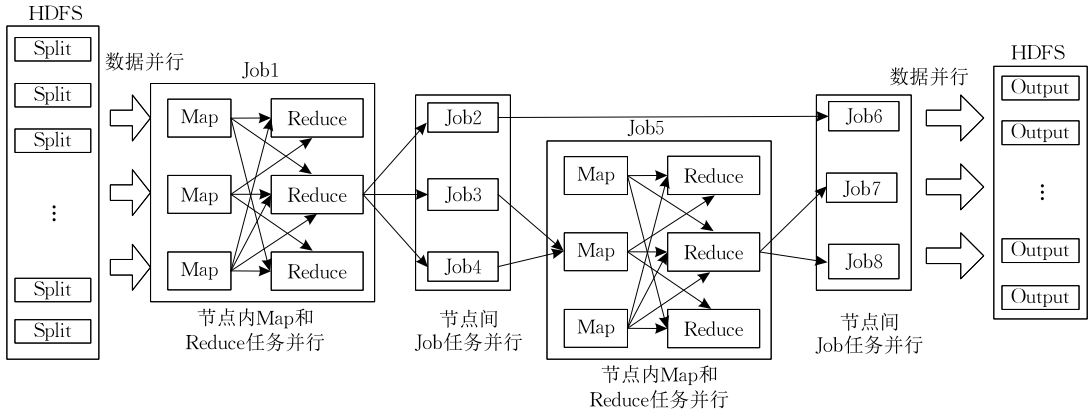 HDFS
Split
Split
Split
⋮
Split
Split
数据并行
Job1
Map
Map
Map
Reduce
Reduce
Reduce
节点内Map和
Reduce任务并行
Job2
Job3
Job4
节点间
Job任务并行
Job5
Map
Map
Map
Reduce
Reduce
Reduce
节点内Map和
Reduce任务并行
Job6
Job7
Job8
节点间
Job任务并行
数据并行
HDFS
Output
Output
⋮
Output
Output